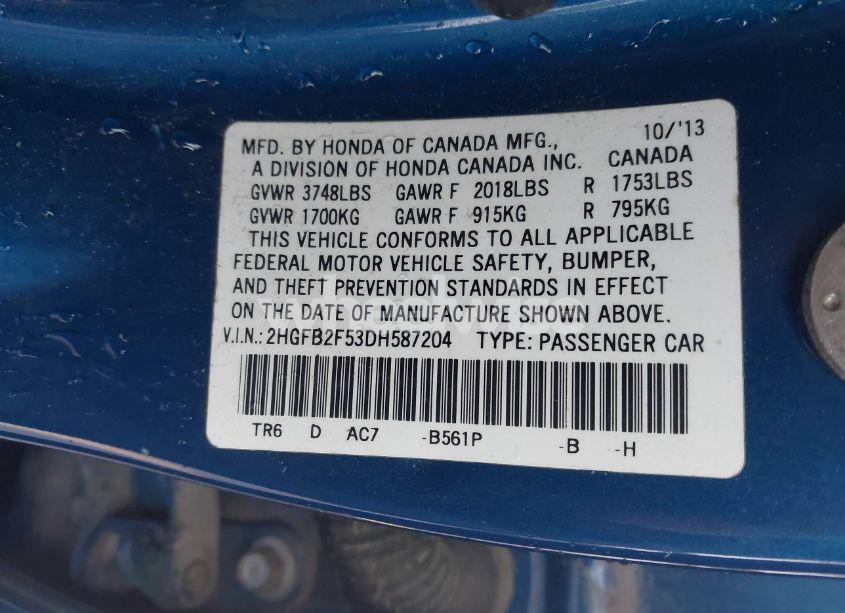 10/'13
MFD. BY HONDA OF CANADA MFG.,
A DIVISION OF HONDA CANADA INC. CANADA
GVWR 3748LBS GAWR F 2018LBS R 1753LBS
GVWR 1700KG GAWR F 915KG R 795KG
THIS VEHICLE CONFORMS TO ALL APPLICABLE
FEDERAL MOTOR VEHICLE SAFETY, BUMPER,
AND THEFT PREVENTION STANDARDS IN EFFECT
ON THE DATE OF MANUFACTURE SHOWN ABOVE.
V.I.N.: 2HGFB2F53DH587204 TYPE: PASSENGER CAR
TR6 D AC7 -B561P -B -H